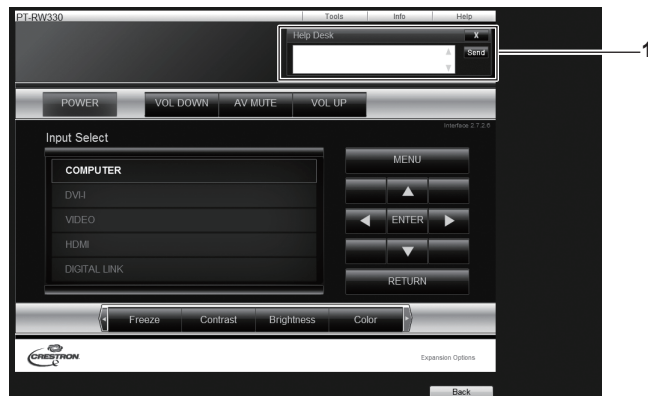 PT-RW330
Tools Info Help
Help Desk X
Send
1
POWER VOL DOWN AV MUTE VOL UP
Interface 2.7.2.6
Input Select
COMPUTER
DVI-I
VIDEO
HDMI
DIGITAL LINK
MENU
ENTER
RETURN
Freeze Contrast Brightness Color
CRESTRON
Expansion Options
Back